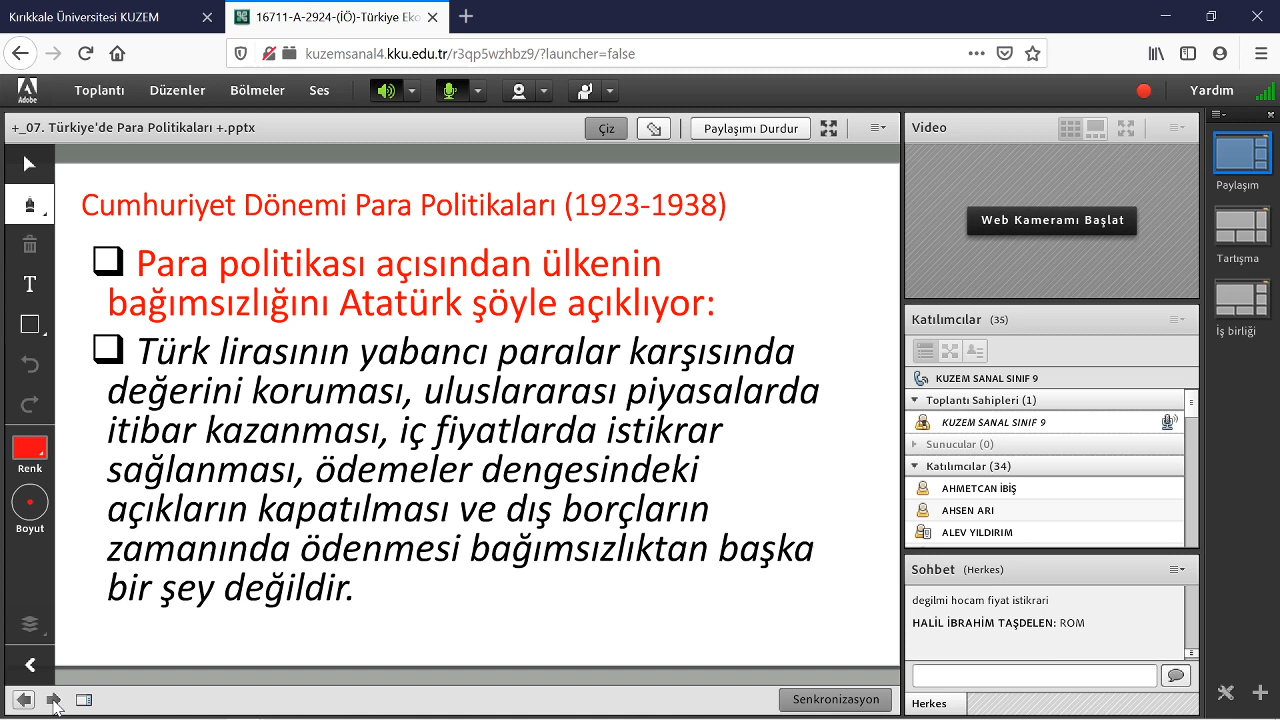 Kırıkkale Üniversitesi KUZEM
16711-A-2924-(İÖ)-Türkiye Eko
kuzemsanal4.kku.edu.tr/r3qp5wzhbz9/?launcher=false
Adobe
Toplantı
Düzenler
Bölmeler
Ses
Yardım
+_07. Türkiye'de Para Politikaları +.pptx
Çiz
Paylaşımı Durdur
Cumhuriyet Dönemi Para Politikaları (1923-1938)
Para politikası açısından ülkenin
bağımsızlığını Atatürk şöyle açıklıyor:
Türk lirasının yabancı paralar karşısında
değerini koruması, uluslararası piyasalarda
itibar kazanması, iç fiyatlarda istikrar
sağlanması, ödemeler dengesindeki
açıkların kapatılması ve dış borçların
zamanında ödenmesi bağımsızlıktan başka
bir şey değildir.
T
Renk
Boyut
Senkronizasyon
Video
Web Kameramı Başlat
Katılımcılar (35)
KUZEM SANAL SINIF 9
Toplantı Sahipleri (1)
KUZEM SANAL SINIF 9
Sunucular (0)
Katılımcılar (34)
AHMETCAN İBİŞ
AHSEN ARI
ALEV YILDIRIM
Sohbet (Herkes)
degilmi hocam fiyat istikrari
HALİL İBRAHİM TAŞDELEN: ROM
Herkes
Paylaşım
Tartışma
İş birliği